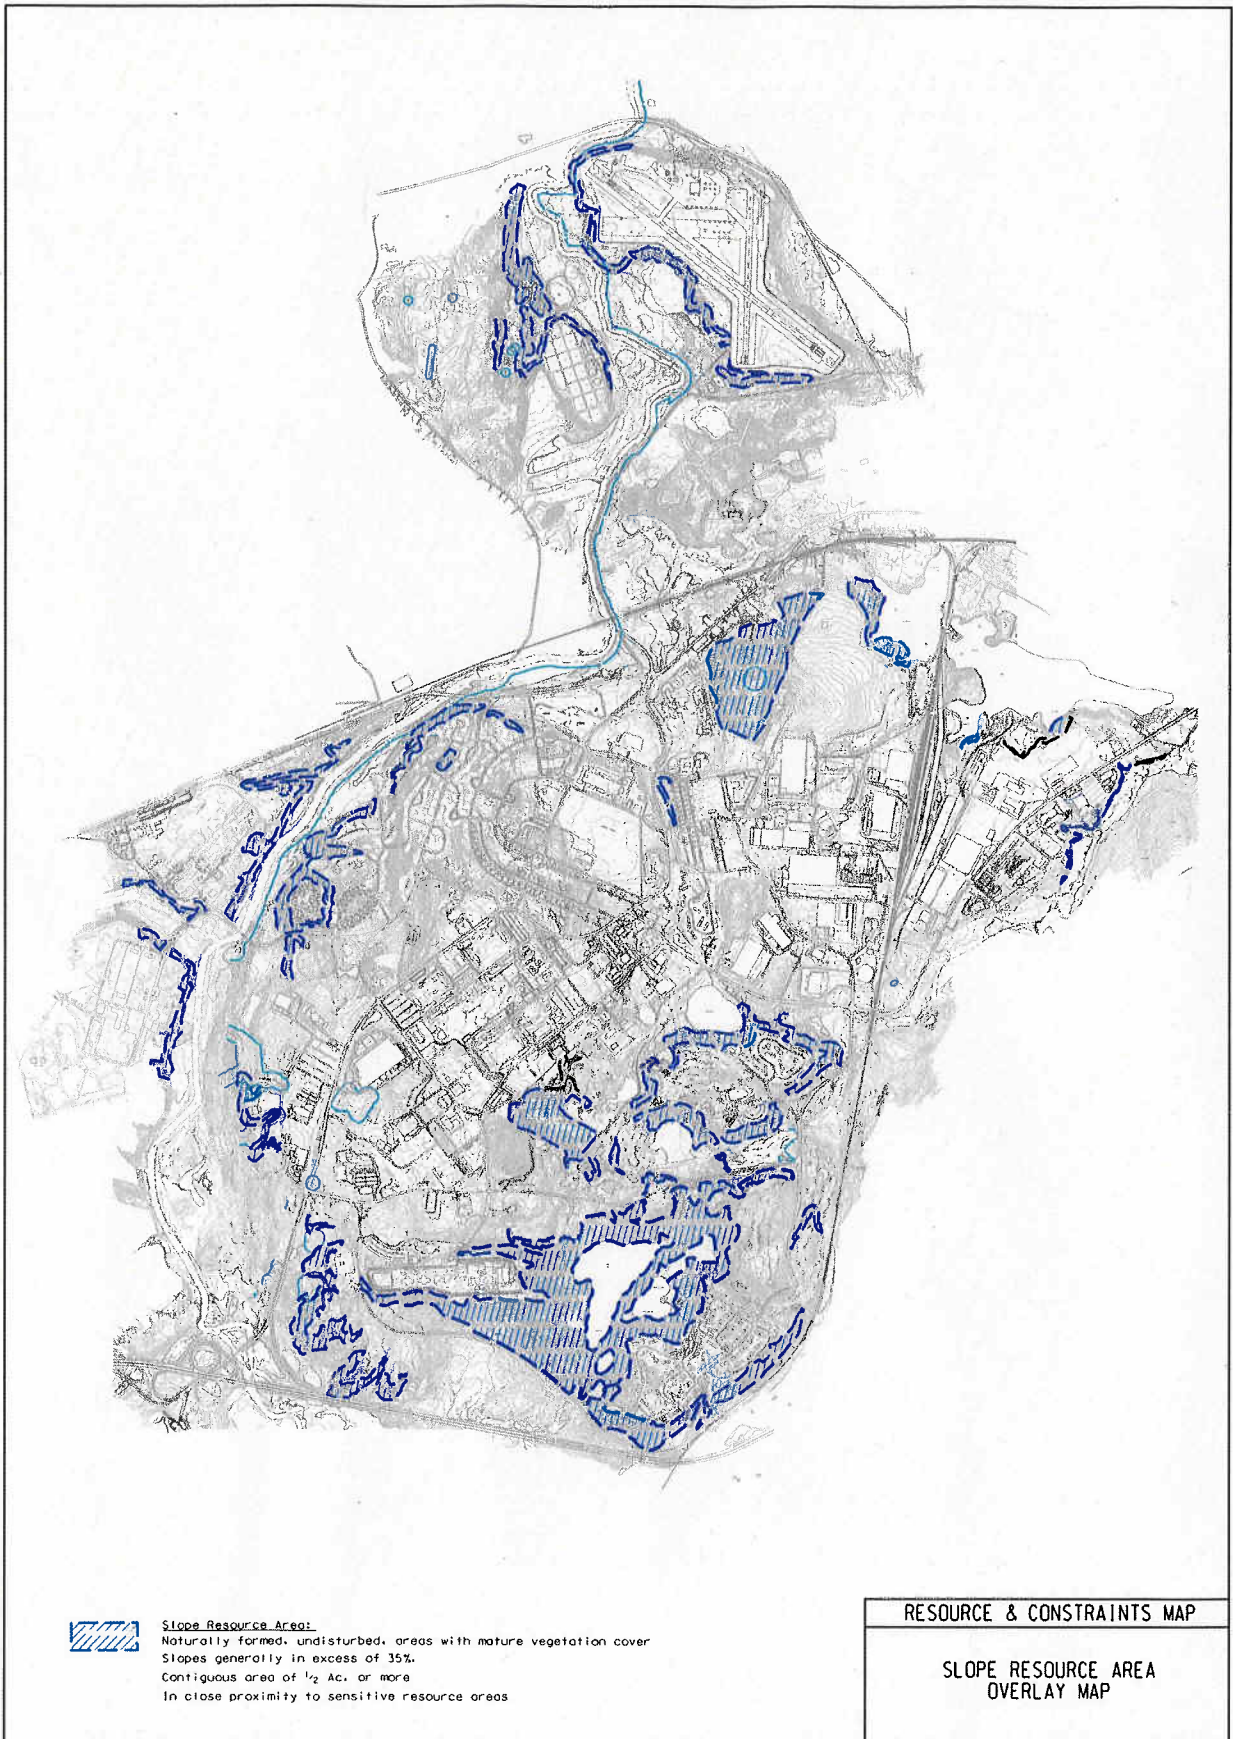 Slope Resource Area:
Naturally formed, undisturbed, areas with mature vegetation cover
Slopes generally in excess of 35%.
Contiguous area of 1/2 Ac. or more
In close proximity to sensitive resource areas
RESOURCE & CONSTRAINTS MAP
SLOPE RESOURCE AREA
OVERLAY MAP